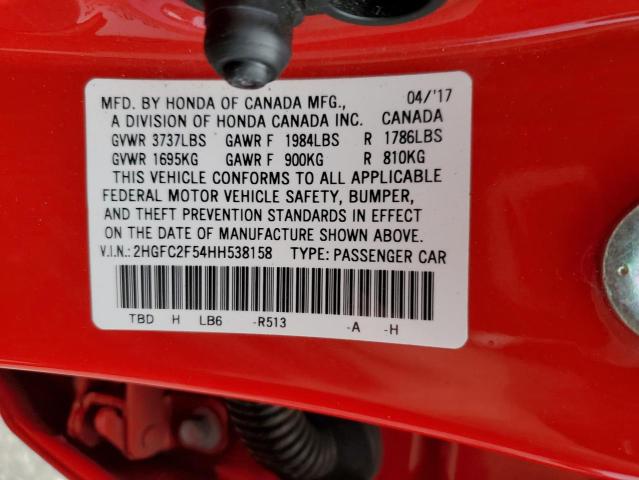 MFD. BY HONDA OF CANADA MFG., 04/'17
A DIVISION OF HONDA CANADA INC. CANADA
GVWR 3737LBS GAWR F 1984LBS R 1786LBS
GVWR 1695KG GAWR F 900KG R 810KG
THIS VEHICLE CONFORMS TO ALL APPLICABLE
FEDERAL MOTOR VEHICLE SAFETY, BUMPER,
AND THEFT PREVENTION STANDARDS IN EFFECT
ON THE DATE OF MANUFACTURE SHOWN ABOVE.
V.I.N.: 2HGFC2F54HH538158 TYPE: PASSENGER CAR
TBD H LB6 -R513 -A -H